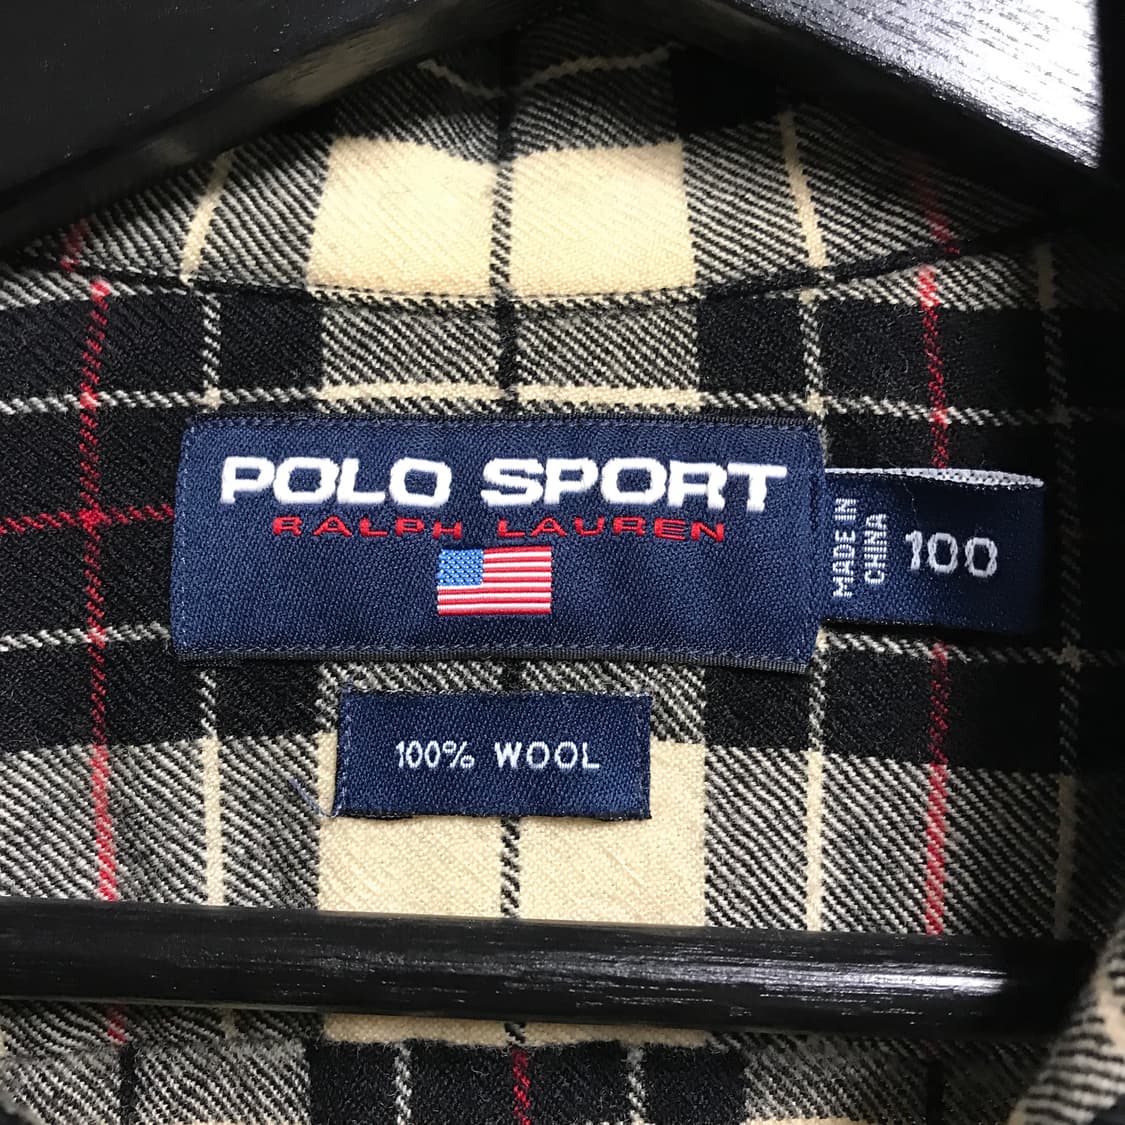 POLO SPORT
RALPH LAUREN
MADE IN
CHINA
100
100% WOOL